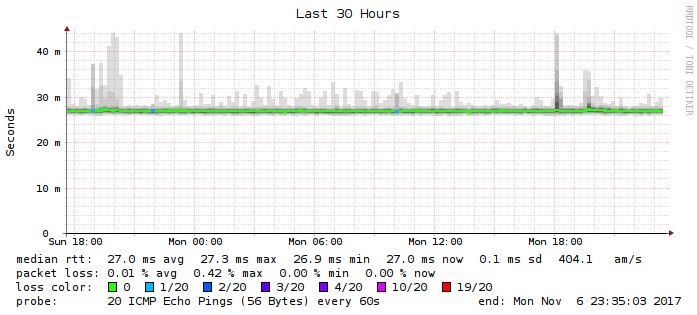 Last 30 Hours
RRDTOOL / TOBI OETIKER
Seconds
40 m
30 m
20 m
10 m
0
Sun 18:00 Mon 00:00 Mon 06:00 Mon 12:00 Mon 18:00
median rtt: 27.0 ms avg 27.3 ms max 26.9 ms min 27.0 ms now 0.1 ms sd 404.1 am/s
packet loss: 0.01 % avg 0.42 % max 0.00 % min 0.00 % now
loss color: 0 1/20 2/20 3/20 4/20 10/20 19/20
probe: 20 ICMP Echo Pings (56 Bytes) every 60s end: Mon Nov 6 23:35:03 2017